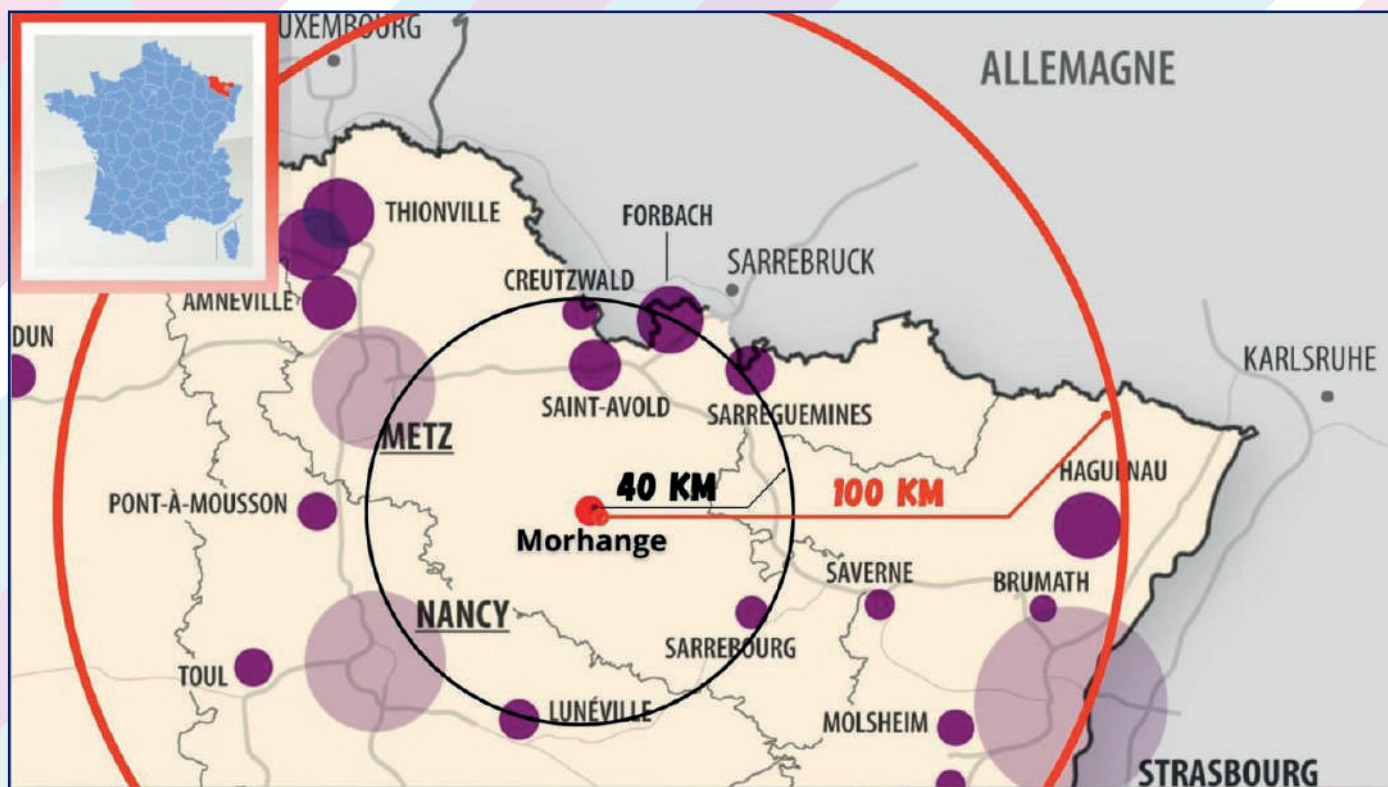 UXEMBOURG
ALLEMAGNE
THIONVILLE
FORBACH
SARREBRUCK
CREUTZWALD
AMNÉVILLE
DUN
KARLSRUHE
SAINT-AVOLD
SARREGUEMINES
METZ
40 KM
100 KM
HAGUENAU
PONT-À-MOUSSON
Morhange
SAVERNE
BRUMATH
NANCY
SARREBOURG
TOUL
LUNÉVILLE
MOLSHEIM
STRASBOURG